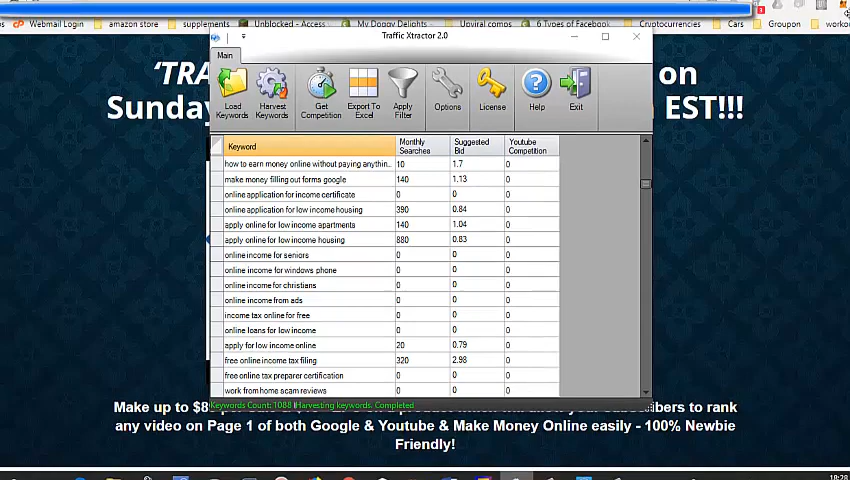 Webmail Login amazon store supplements Unblocked - Access My Doggy Delights Upviral compos 6 Types of Facebook Cryptocurrencies Cars Groupon
Traffic Xtractor 2.0
'TRA on
Sunday EST!!!
Main
Load Keywords
Harvest Keywords
Get Competition
Export To Excel
Apply Filter
Options
License
Help
Exit
Keyword Monthly Searches Suggested Bid Youtube Competition
how to earn money online without paying anythin... 10 1.7 0
make money filling out forms google 140 1.13 0
online application for income certificate 0 0 0
online application for low income housing 390 0.84 0
apply online for low income apartments 140 1.04 0
apply online for low income housing 880 0.83 0
online income for seniors 0 0 0
online income for windows phone 0 0 0
online income for christians 0 0 0
online income from ads 0 0 0
income tax online for free 0 0 0
online loans for low income 0 0 0
apply for low income online 20 0.79 0
free online income tax filing 320 2.98 0
free online tax preparer certification 0 0 0
work from home scam reviews 0 0 0
Keywords Count: 1088 Harvesting keywords. Completed
Make up to $8 subscribers to rank
any video on Page 1 of both Google & Youtube & Make Money Online easily - 100% Newbie
Friendly!
18:28